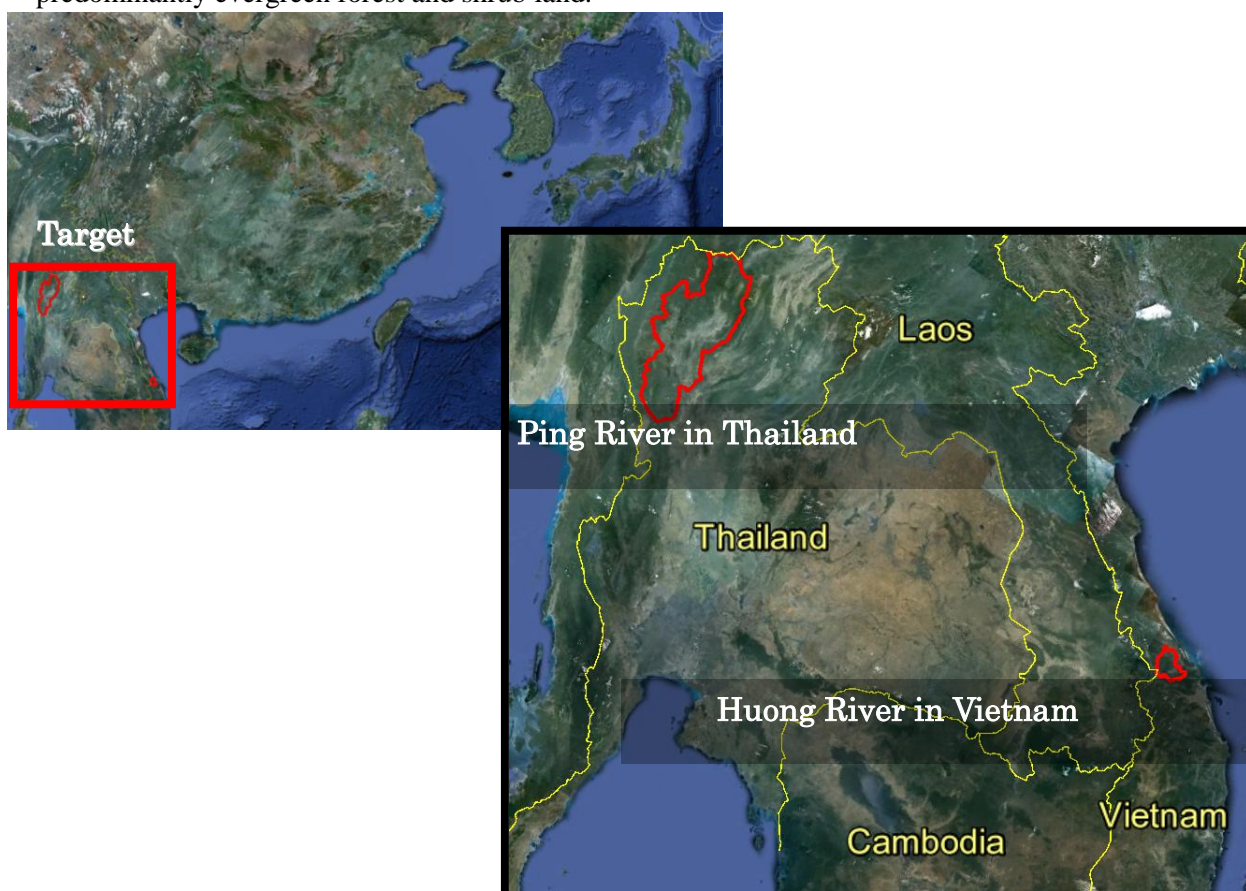 predominantly evergreen forest and shrub land.
Target
Laos
Ping River in Thailand
Thailand
Huong River in Vietnam
Vietnam
Cambodia